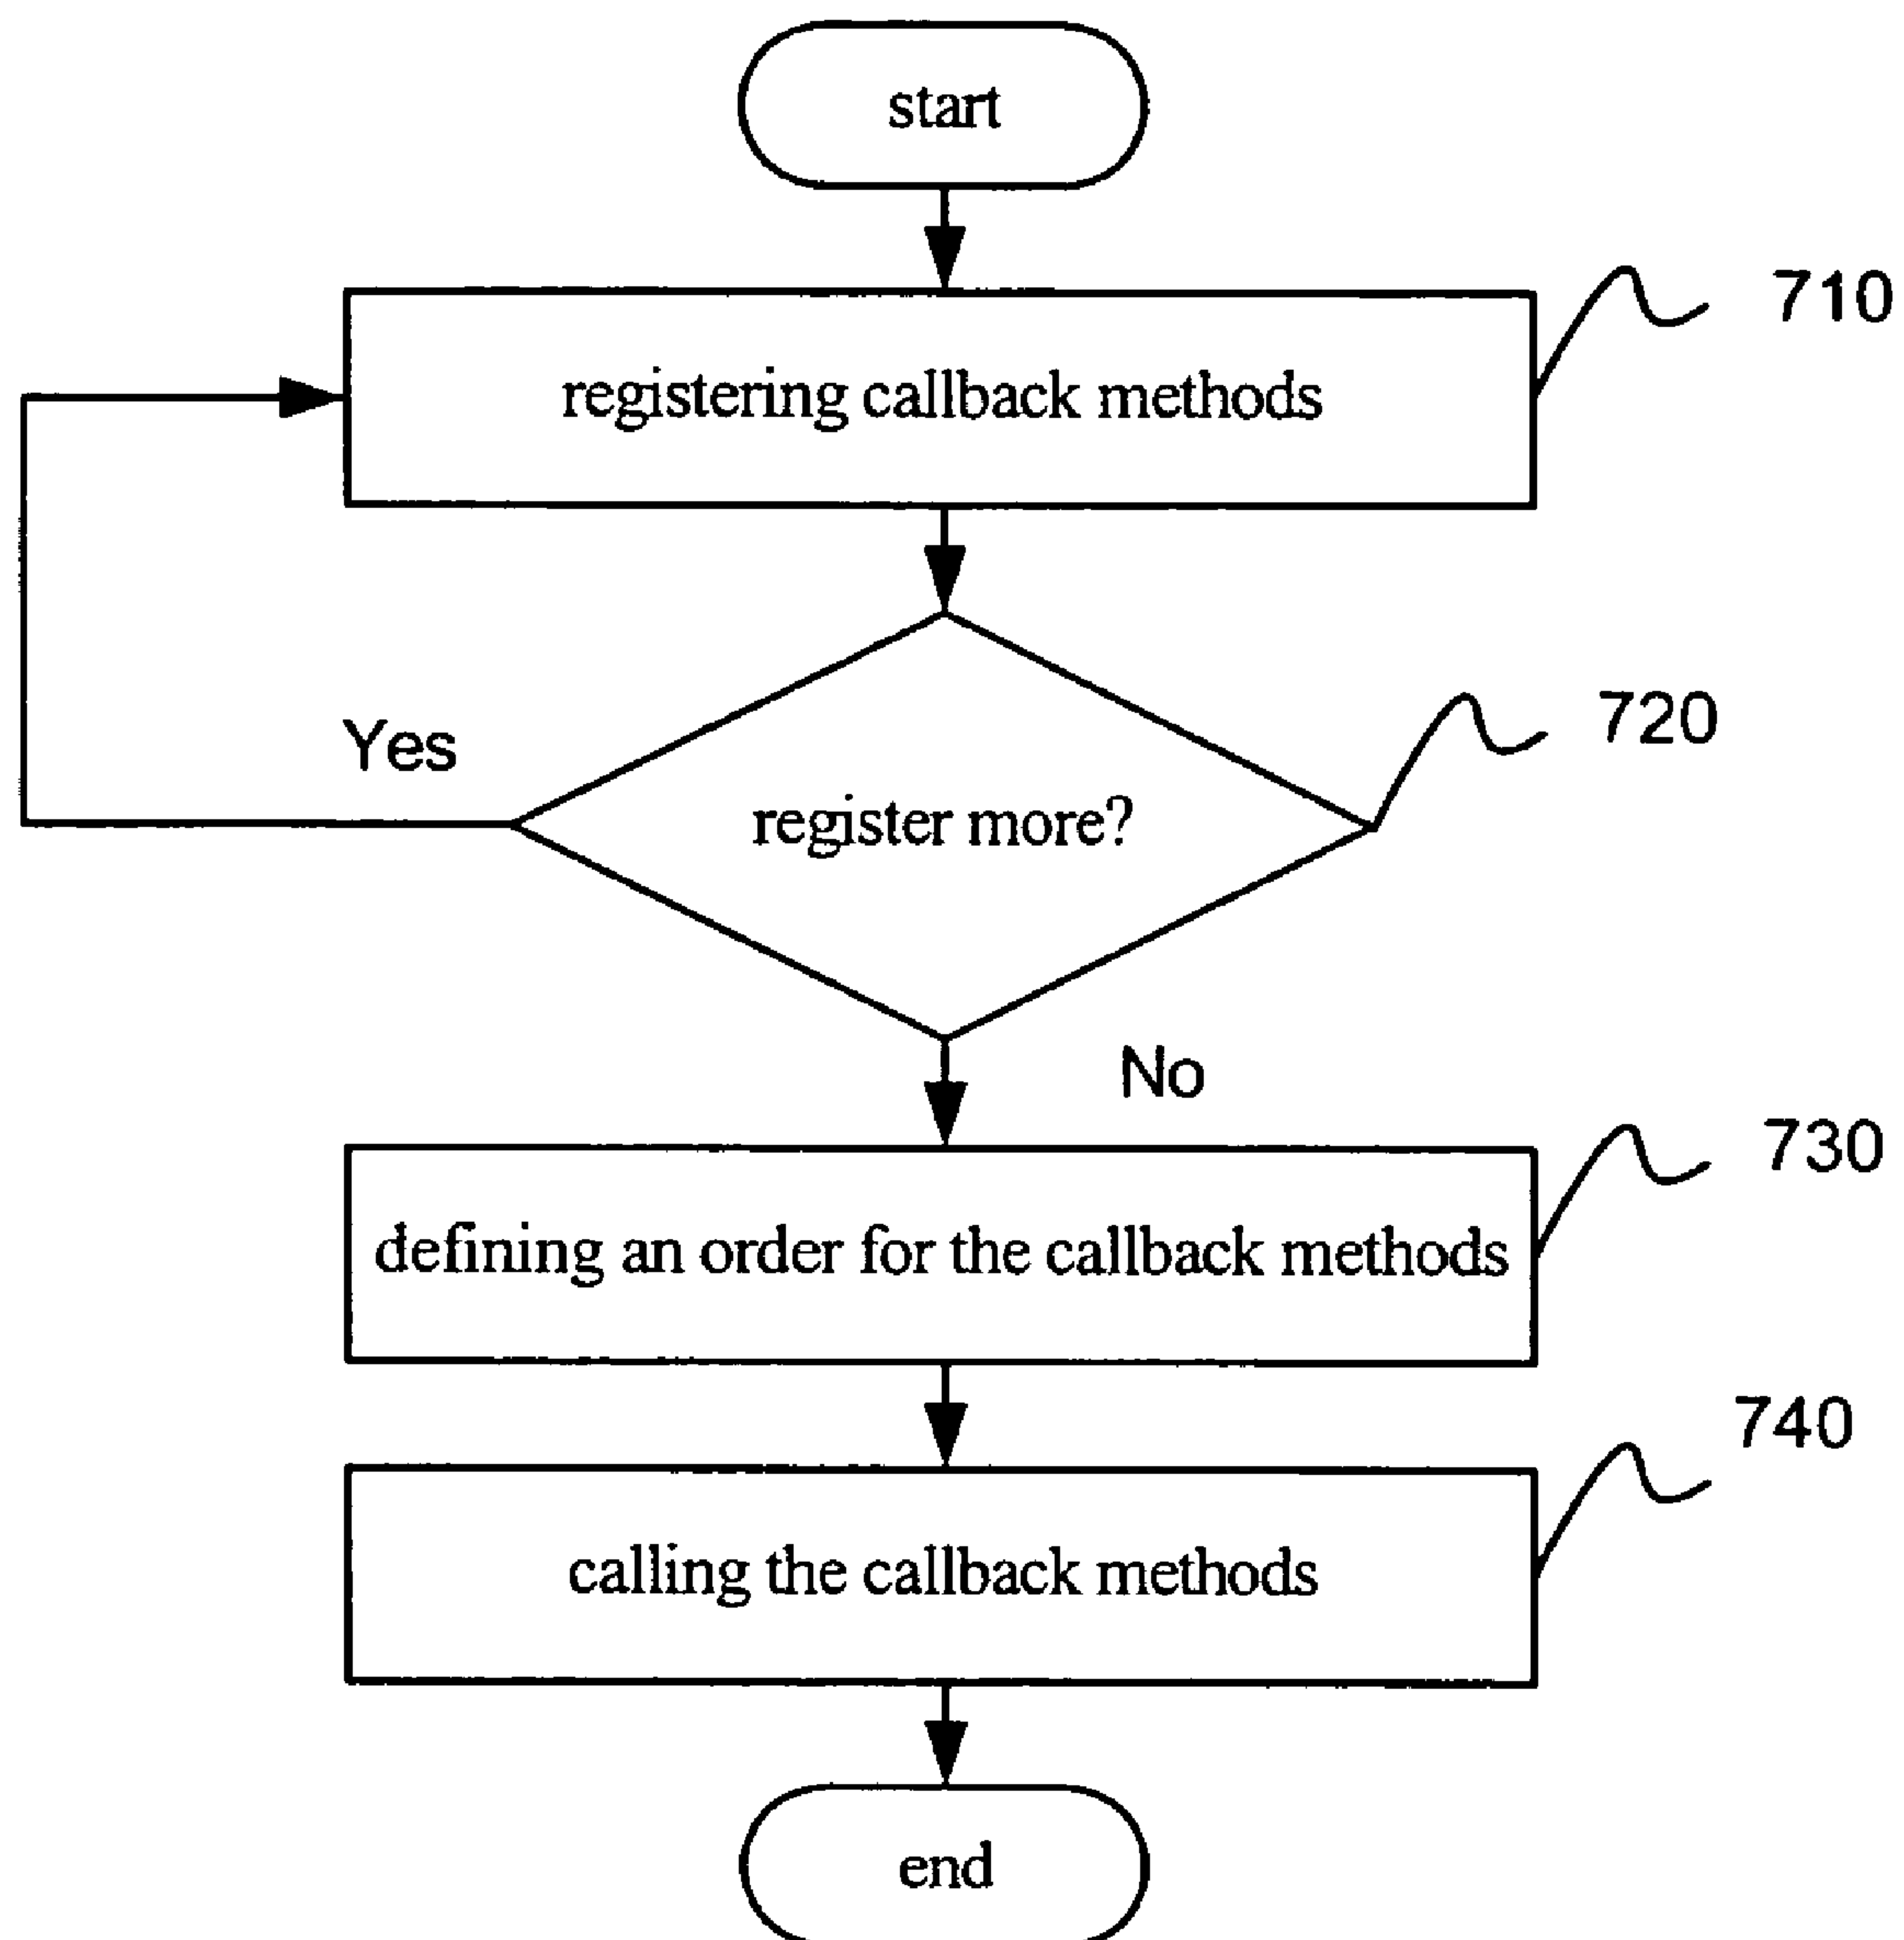 start
710
registering callback methods
720
Yes
register more?
No
730
defining an order for the callback methods
740
calling the callback methods
end